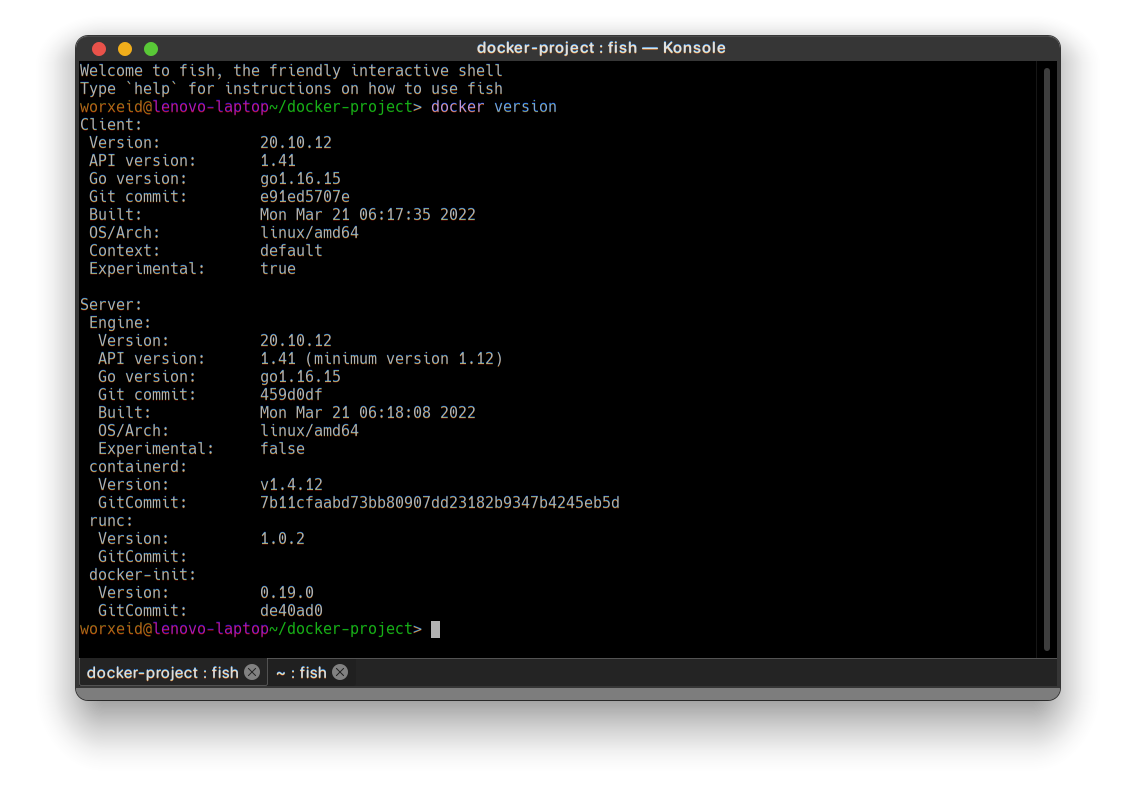 docker-project : fish — Konsole
Welcome to fish, the friendly interactive shell
Type `help` for instructions on how to use fish
worxeid@lenovo-laptop~/docker-project> docker version
Client:
 Version:           20.10.12
 API version:       1.41
 Go version:        go1.16.15
 Git commit:        e91ed5707e
 Built:             Mon Mar 21 06:17:35 2022
 OS/Arch:           linux/amd64
 Context:           default
 Experimental:      true

Server:
 Engine:
  Version:          20.10.12
  API version:      1.41 (minimum version 1.12)
  Go version:       go1.16.15
  Git commit:       459d0df
  Built:            Mon Mar 21 06:18:08 2022
  OS/Arch:          linux/amd64
  Experimental:     false
 containerd:
  Version:          v1.4.12
  GitCommit:        7b11cfaabd73bb80907dd23182b9347b4245eb5d
 runc:
  Version:          1.0.2
  GitCommit:
 docker-init:
  Version:          0.19.0
  GitCommit:        de40ad0
worxeid@lenovo-laptop~/docker-project>
docker-project : fish ~ : fish